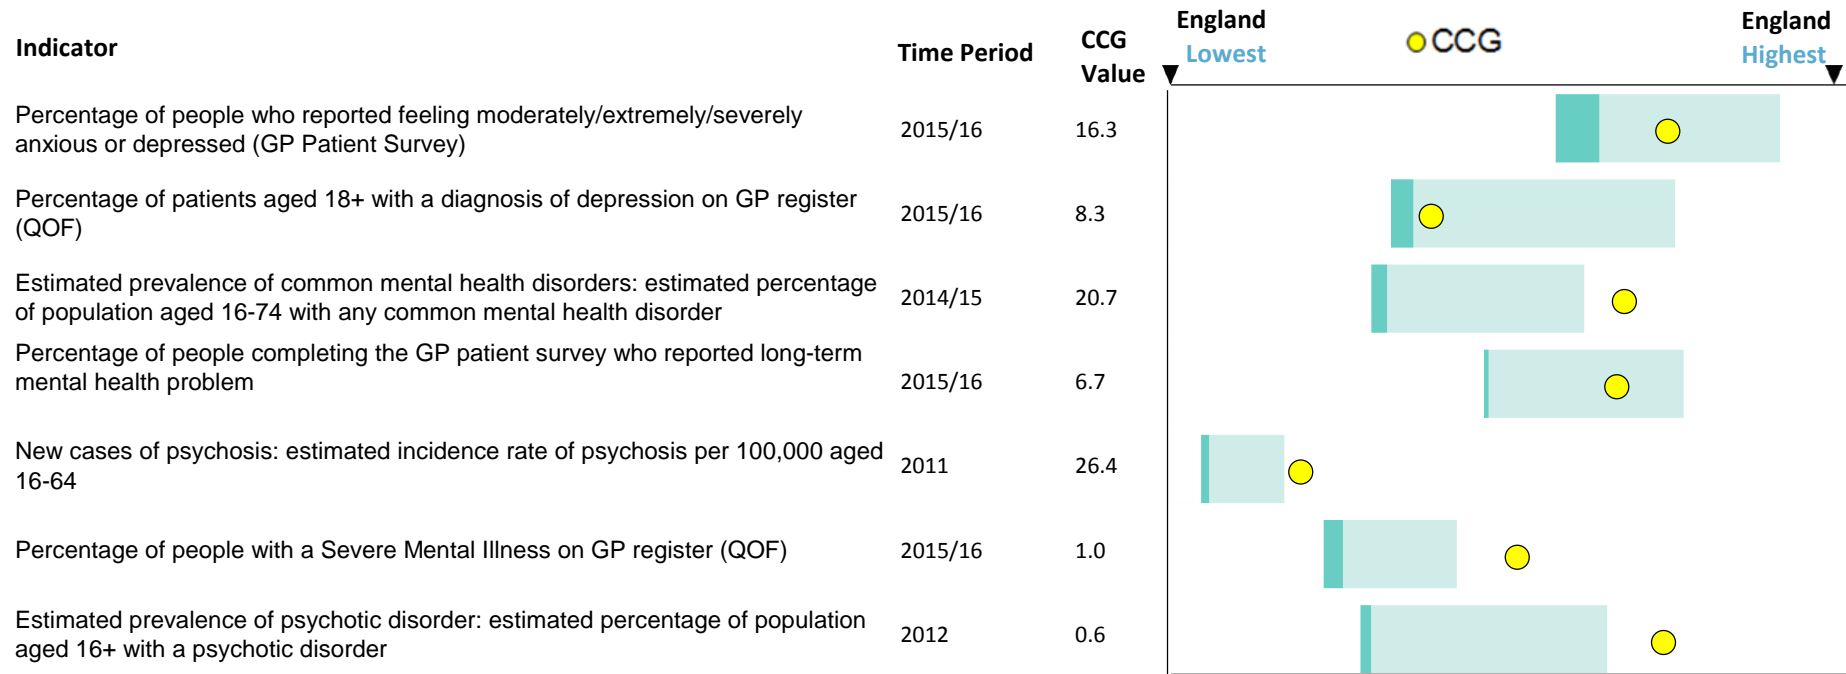 Indicator
Time Period
CCG
Value
England
Lowest
CCG
England
Highest
Percentage of people who reported feeling moderately/extremely/severely
anxious or depressed (GP Patient Survey)
2015/16
16.3
Percentage of patients aged 18+ with a diagnosis of depression on GP register
(QOF)
2015/16
8.3
Estimated prevalence of common mental health disorders: estimated percentage
of population aged 16-74 with any common mental health disorder
2014/15
20.7
Percentage of people completing the GP patient survey who reported long-term
mental health problem
2015/16
6.7
New cases of psychosis: estimated incidence rate of psychosis per 100,000 aged
16-64
2011
26.4
Percentage of people with a Severe Mental Illness on GP register (QOF)
2015/16
1.0
Estimated prevalence of psychotic disorder: estimated percentage of population
aged 16+ with a psychotic disorder
2012
0.6